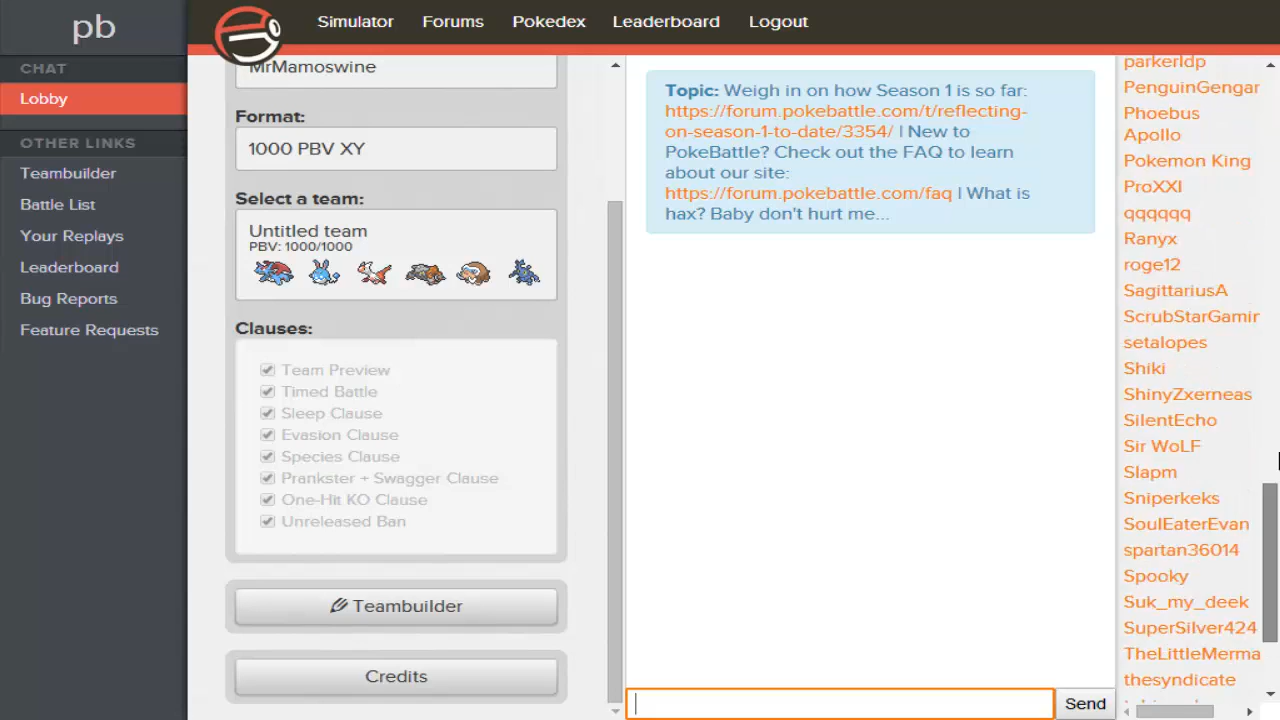 pb
Simulator Forums Pokedex Leaderboard Logout
CHAT
Lobby
OTHER LINKS
Teambuilder
Battle List
Your Replays
Leaderboard
Bug Reports
Feature Requests
MrMamoswine
Format:
1000 PBV XY
Select a team:
Untitled team
PBV: 1000/1000
Clauses:
Team Preview
Timed Battle
Sleep Clause
Evasion Clause
Species Clause
Prankster + Swagger Clause
One-Hit KO Clause
Unreleased Ban
Teambuilder
Credits
Topic: Weigh in on how Season 1 is so far:
https://forum.pokebattle.com/t/reflecting-
on-season-1-to-date/3354/ | New to
PokeBattle? Check out the FAQ to learn
about our site:
https://forum.pokebattle.com/faq | What is
hax? Baby don't hurt me...
Send
parkerldp
PenguinGengar
Phoebus
Apollo
Pokemon King
ProXXI
qqqqqq
Ranyx
roge12
SagittariusA
ScrubStarGamir
setalopes
Shiki
ShinyZxerneas
SilentEcho
Sir WoLF
Slapm
Sniperkeks
SoulEaterEvan
spartan36014
Spooky
Suk_my_deek
SuperSilver424
TheLittleMerma
thesyndicate